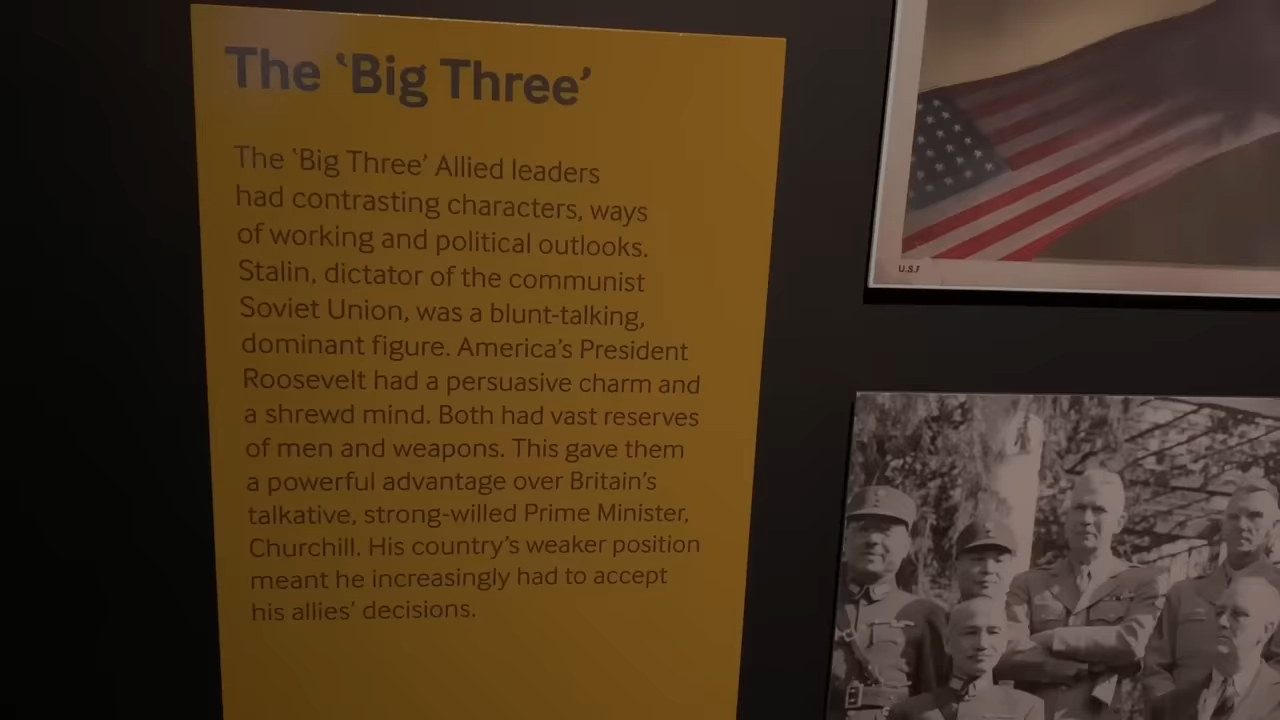 The ‘Big Three’
The ‘Big Three’ Allied leaders
had contrasting characters, ways
of working and political outlooks.
Stalin, dictator of the communist
Soviet Union, was a blunt-talking,
dominant figure. America’s President
Roosevelt had a persuasive charm and
a shrewd mind. Both had vast reserves
of men and weapons. This gave them
a powerful advantage over Britain’s
talkative, strong-willed Prime Minister,
Churchill. His country’s weaker position
meant he increasingly had to accept
his allies’ decisions.